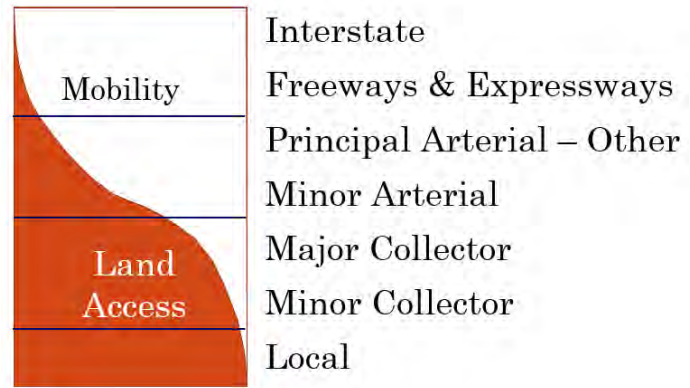 Mobility
Land
Access
Interstate
Freeways & Expressways
Principal Arterial – Other
Minor Arterial
Major Collector
Minor Collector
Local